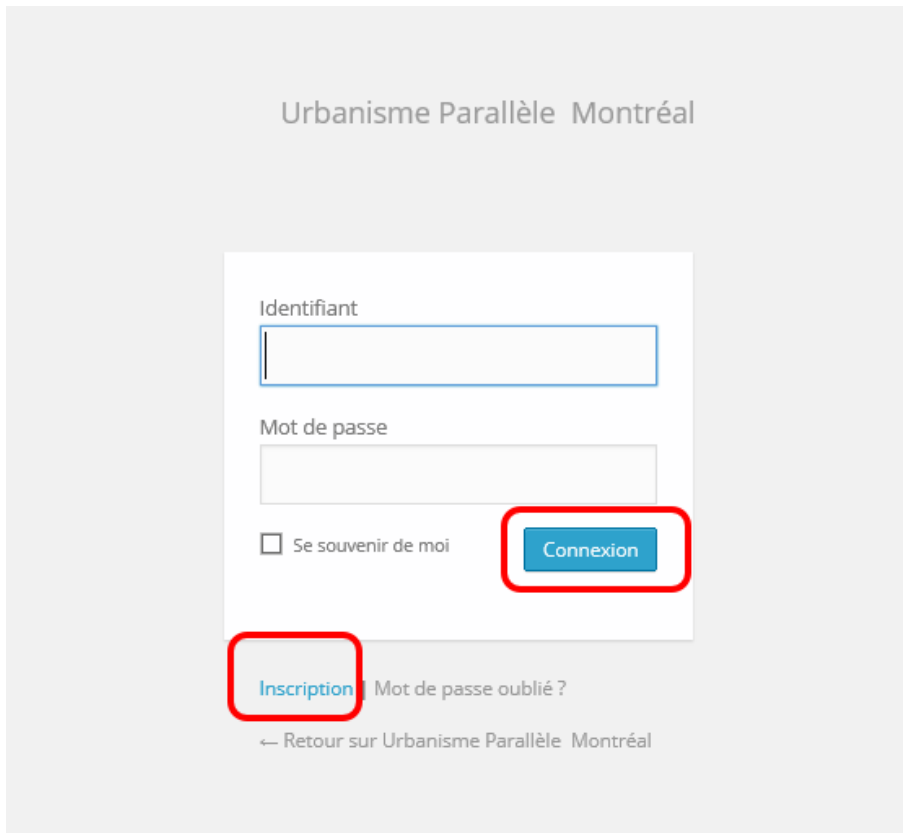 Urbanisme Parallèle Montréal
Identifiant
Mot de passe
Se souvenir de moi
Connexion
Inscription | Mot de passe oublié ?
← Retour sur Urbanisme Parallèle Montréal